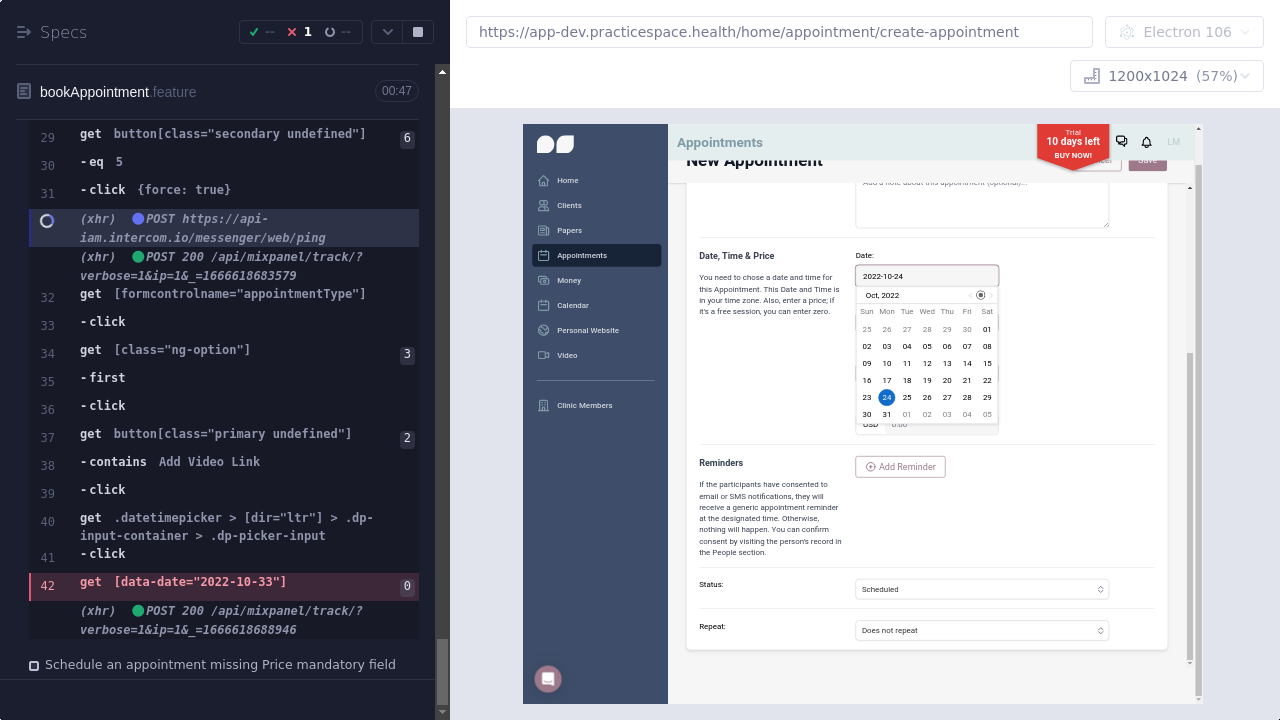 Specs
-- 1 --
bookAppointment.feature
00:47
29 get button[class="secondary undefined"] 6
30 -eq 5
31 -click {force: true}
(xhr) POST https://api-
iam.intercom.io/messenger/web/ping
(xhr) POST 200 /api/mixpanel/track/?
verbose=1&ip=1&_=1666618683579
32 get [formcontrolname="appointmentType"]
33 -click
34 get [class="ng-option"] 3
35 -first
36 -click
37 get button[class="primary undefined"] 2
38 -contains Add Video Link
39 -click
40 get .datetimepicker > [dir="ltr"] > .dp-
input-container > .dp-picker-input
41 -click
42 get [data-date="2022-10-33"] 0
(xhr) POST 200 /api/mixpanel/track/?
verbose=1&ip=1&_=1666618688946
Schedule an appointment missing Price mandatory field
https://app-dev.practicespace.health/home/appointment/create-appointment
Electron 106
1200x1024 (57%)
Home
Clients
Papers
Appointments
Money
Calendar
Personal Website
Video
Clinic Members
Appointments
Trial
10 days left
BUY NOW!
LM
New Appointment
Save
Add a note about this appointment (optional)...
Date, Time & Price
You need to chose a date and time for
this Appointment. This Date and Time is
in your time zone. Also, enter a price; if
it's a free session, you can enter zero.
Date:
2022-10-24
Oct, 2022
Sun Mon Tue Wed Thu Fri Sat
25 26 27 28 29 30 01
02 03 04 05 06 07 08
09 10 11 12 13 14 15
16 17 18 19 20 21 22
23 24 25 26 27 28 29
30 31 01 02 03 04 05
USD 0.00
Reminders
If the participants have consented to
email or SMS notifications, they will
receive a generic appointment reminder
at the designated time. Otherwise,
nothing will happen. You can confirm
consent by visiting the person's record in
the People section.
Add Reminder
Status:
Scheduled
Repeat:
Does not repeat